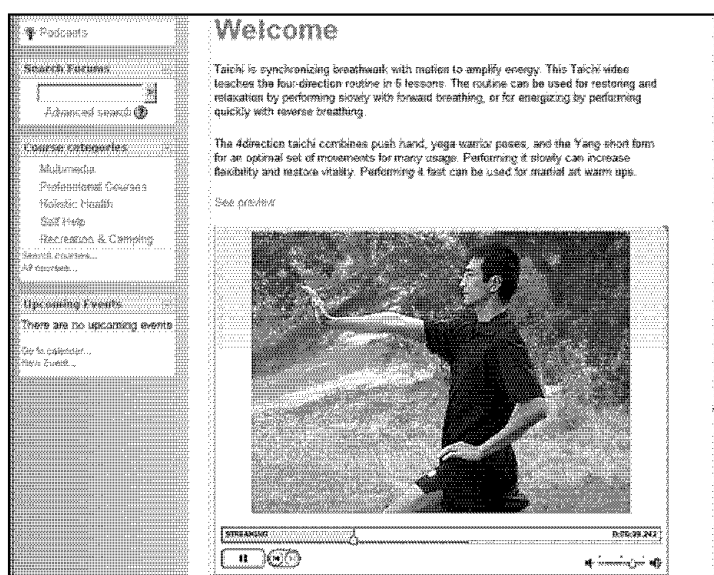 Podcasts
Search Forums
Advanced search
Course categories
Multimedia
Professional Courses
Holistic Health
Self Help
Recreation & Camping
Search courses...
All courses...
Upcoming Events
There are no upcoming events
Go to calendar...
New Event...
Welcome
Taichi is synchronizing breathwork with motion to amplify energy. This Taichi video
teaches the four-direction routine in 6 lessons. The routine can be used for restoring and
relaxation by performing slowly with forward breathing, or for energizing by performing
quickly with reverse breathing.
The 4direction taichi combines push hand, yoga warrior poses, and the Yang short form
for an optimal set of movements for many usage. Performing it slowly can increase
flexibility and restore vitality. Performing it fast can be used for martial art warm ups.
See preview
STREAMING